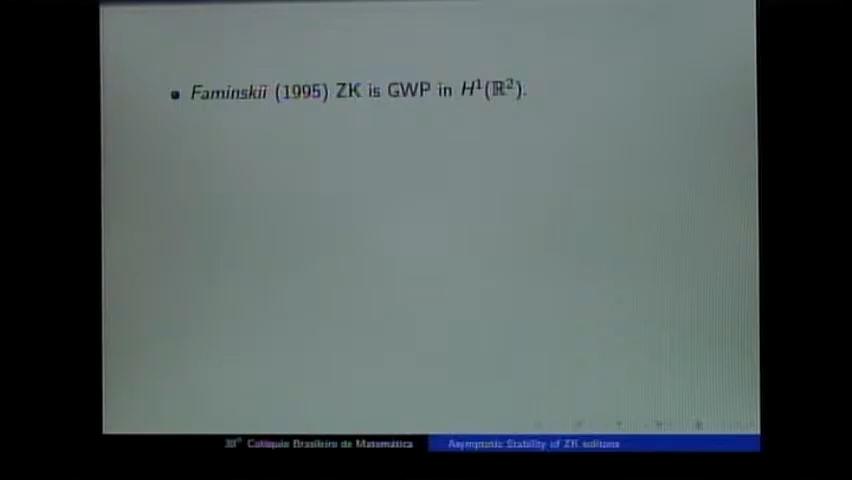 Faminskii (1995) ZK is GWP in H¹(ℝ²).
30° Colóquio Brasileiro de Matemática Asymptotic Stability of ZK solitons